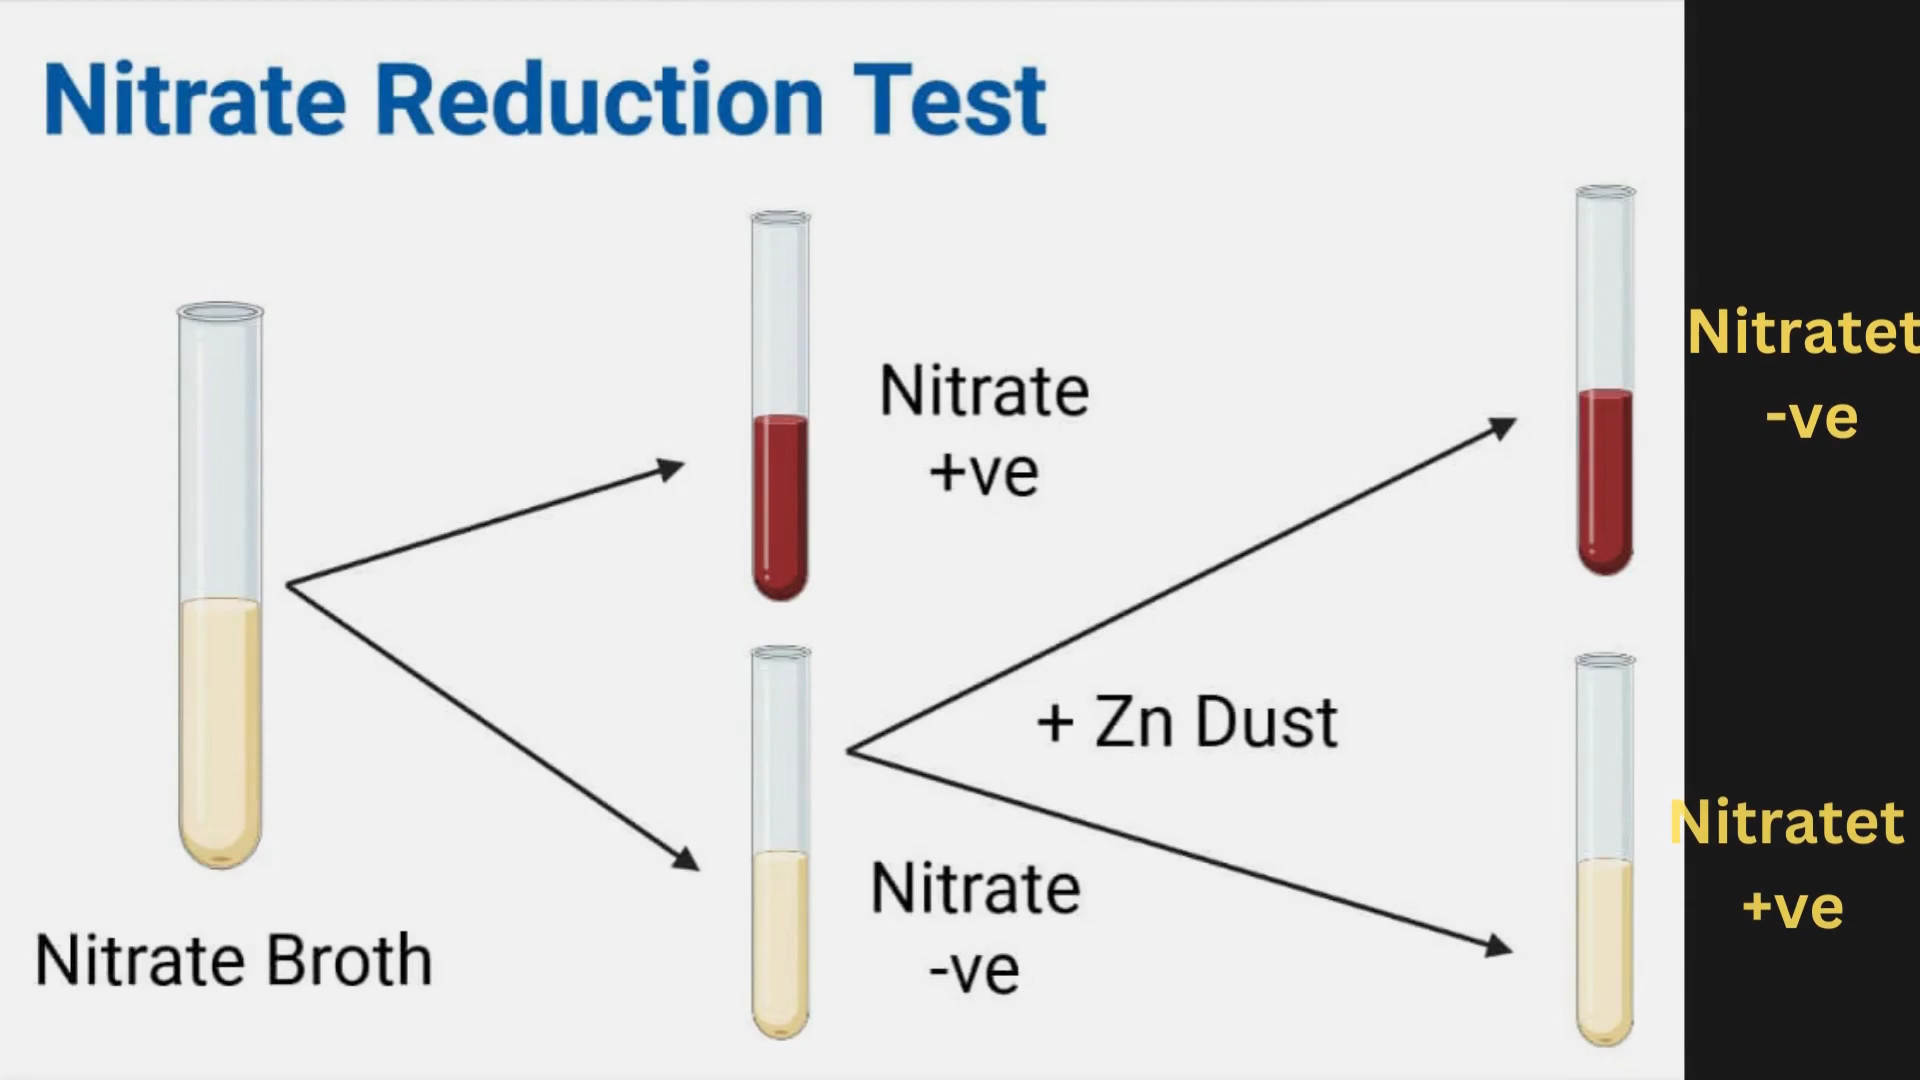 Nitrate Reduction Test
Nitrate
+ve
Nitratet
-ve
+ Zn Dust
Nitrate
-ve
Nitratet
+ve
Nitrate Broth